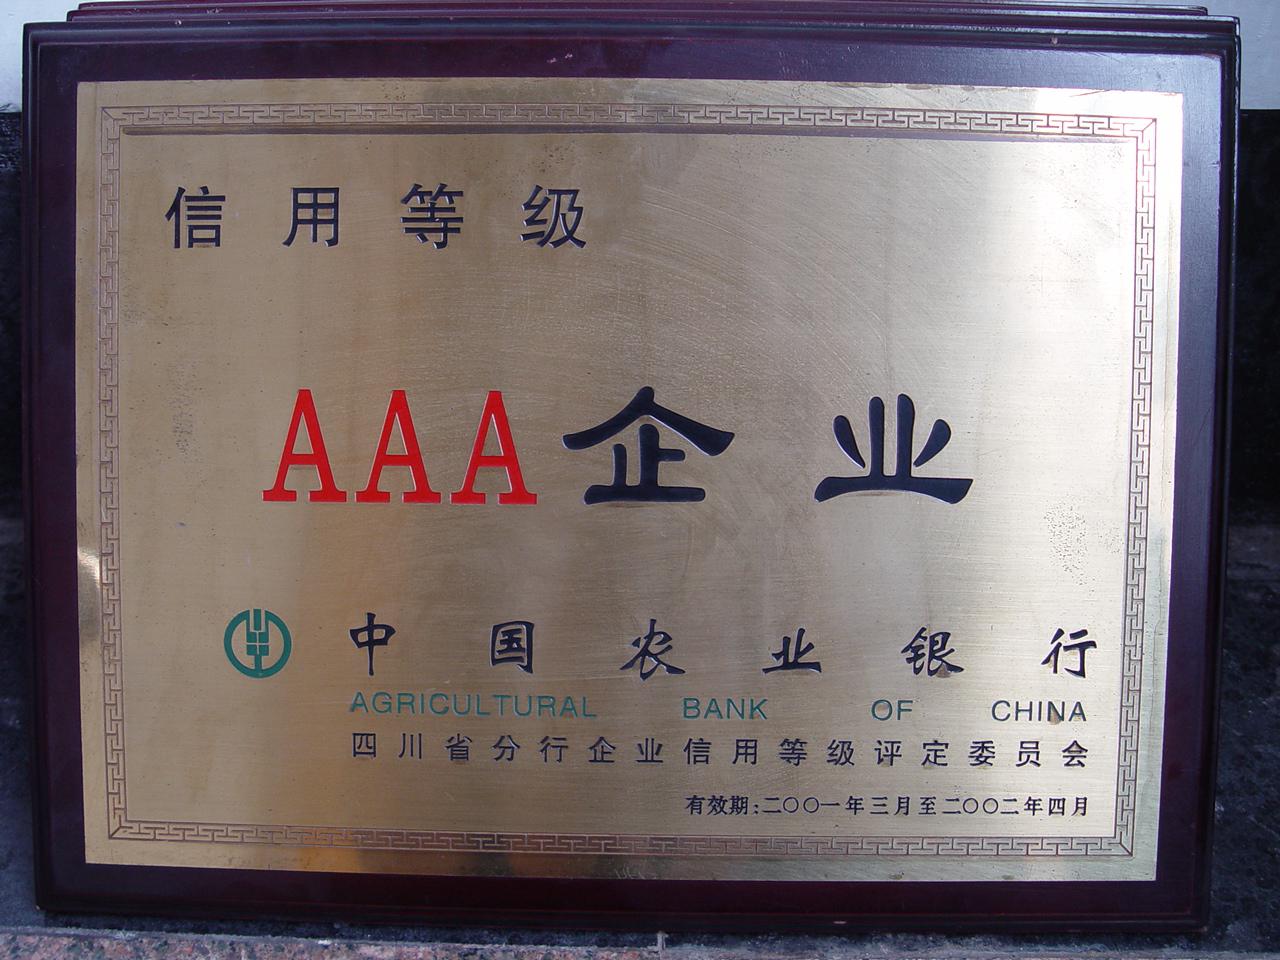 信用等级
AAA企业
中国农业银行
AGRICULTURAL BANK OF CHINA
四川省分行企业信用等级评定委员会
有效期:二〇〇一年三月至二〇〇二年四月